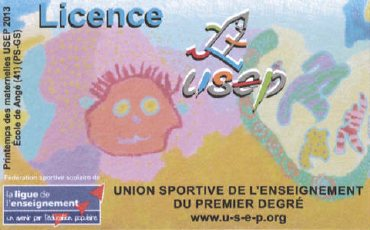 Licence
usep
Printemps des maternelles USEP 2013
École de Angé (41) (PS-GS)
Fédération sportive scolaire de
la ligue de
l'enseignement
un avenir par l'éducation populaire
UNION SPORTIVE DE L'ENSEIGNEMENT
DU PREMIER DEGRÉ
www.u-s-e-p.org